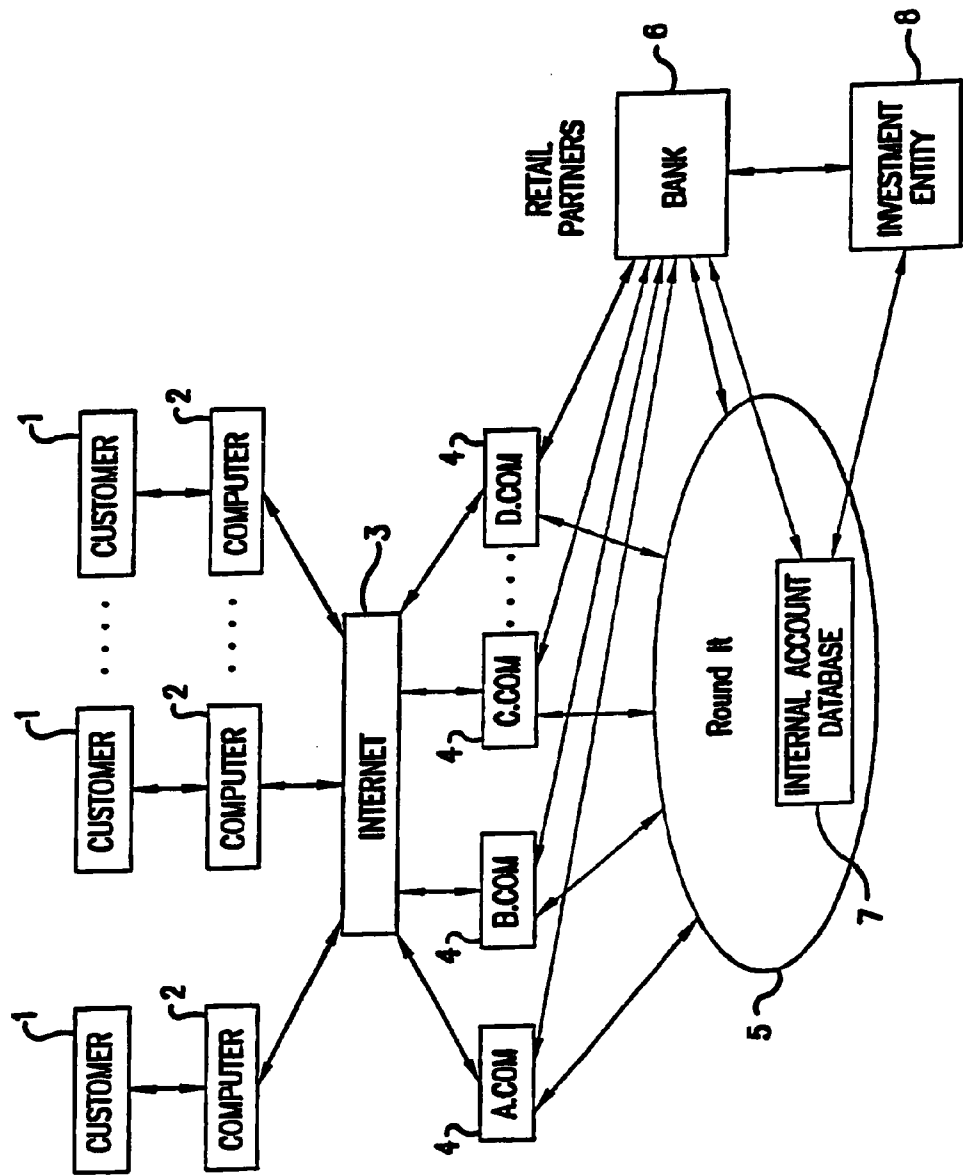 1
CUSTOMER
1
CUSTOMER
. . . .
1
CUSTOMER
2
COMPUTER
2
COMPUTER
. . . .
2
COMPUTER
INTERNET
3
4
A.COM
4
B.COM
4
C.COM
. . . .
4
D.COM
RETAIL
PARTNERS
6
BANK
5
Round It
INTERNAL ACCOUNT
DATABASE
7
8
INVESTMENT
ENTITY